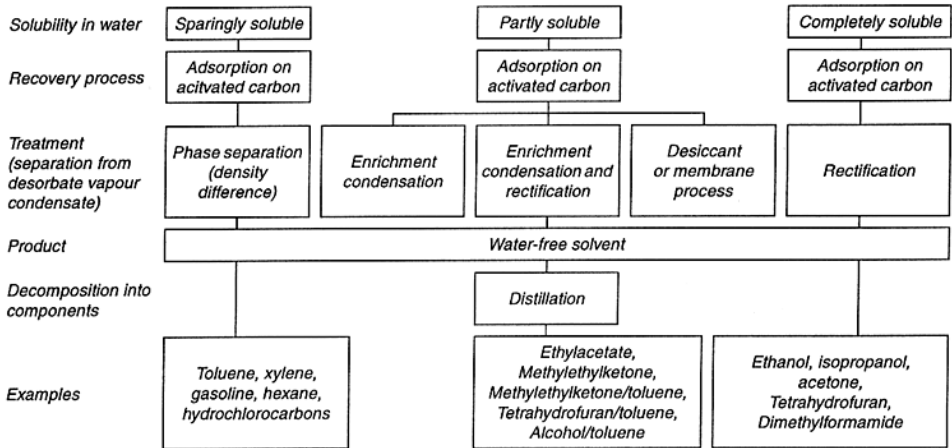 Solubility in water
Sparingly soluble
Partly soluble
Completely soluble
Recovery process
Adsorption on
acitvated carbon
Adsorption on
activated carbon
Adsorption on
activated carbon
Treatment
(separation from
desorbate vapour
condensate)
Phase separation
(density
difference)
Enrichment
condensation
Enrichment
condensation and
rectification
Desiccant
or membrane
process
Rectification
Product
Water-free solvent
Decomposition into
components
Distillation
Examples
Toluene, xylene,
gasoline, hexane,
hydrochlorocarbons
Ethylacetate,
Methylethylketone,
Methylethylketone/toluene,
Tetrahydrofuran/toluene,
Alcohol/toluene
Ethanol, isopropanol,
acetone,
Tetrahydrofuran,
Dimethylformamide